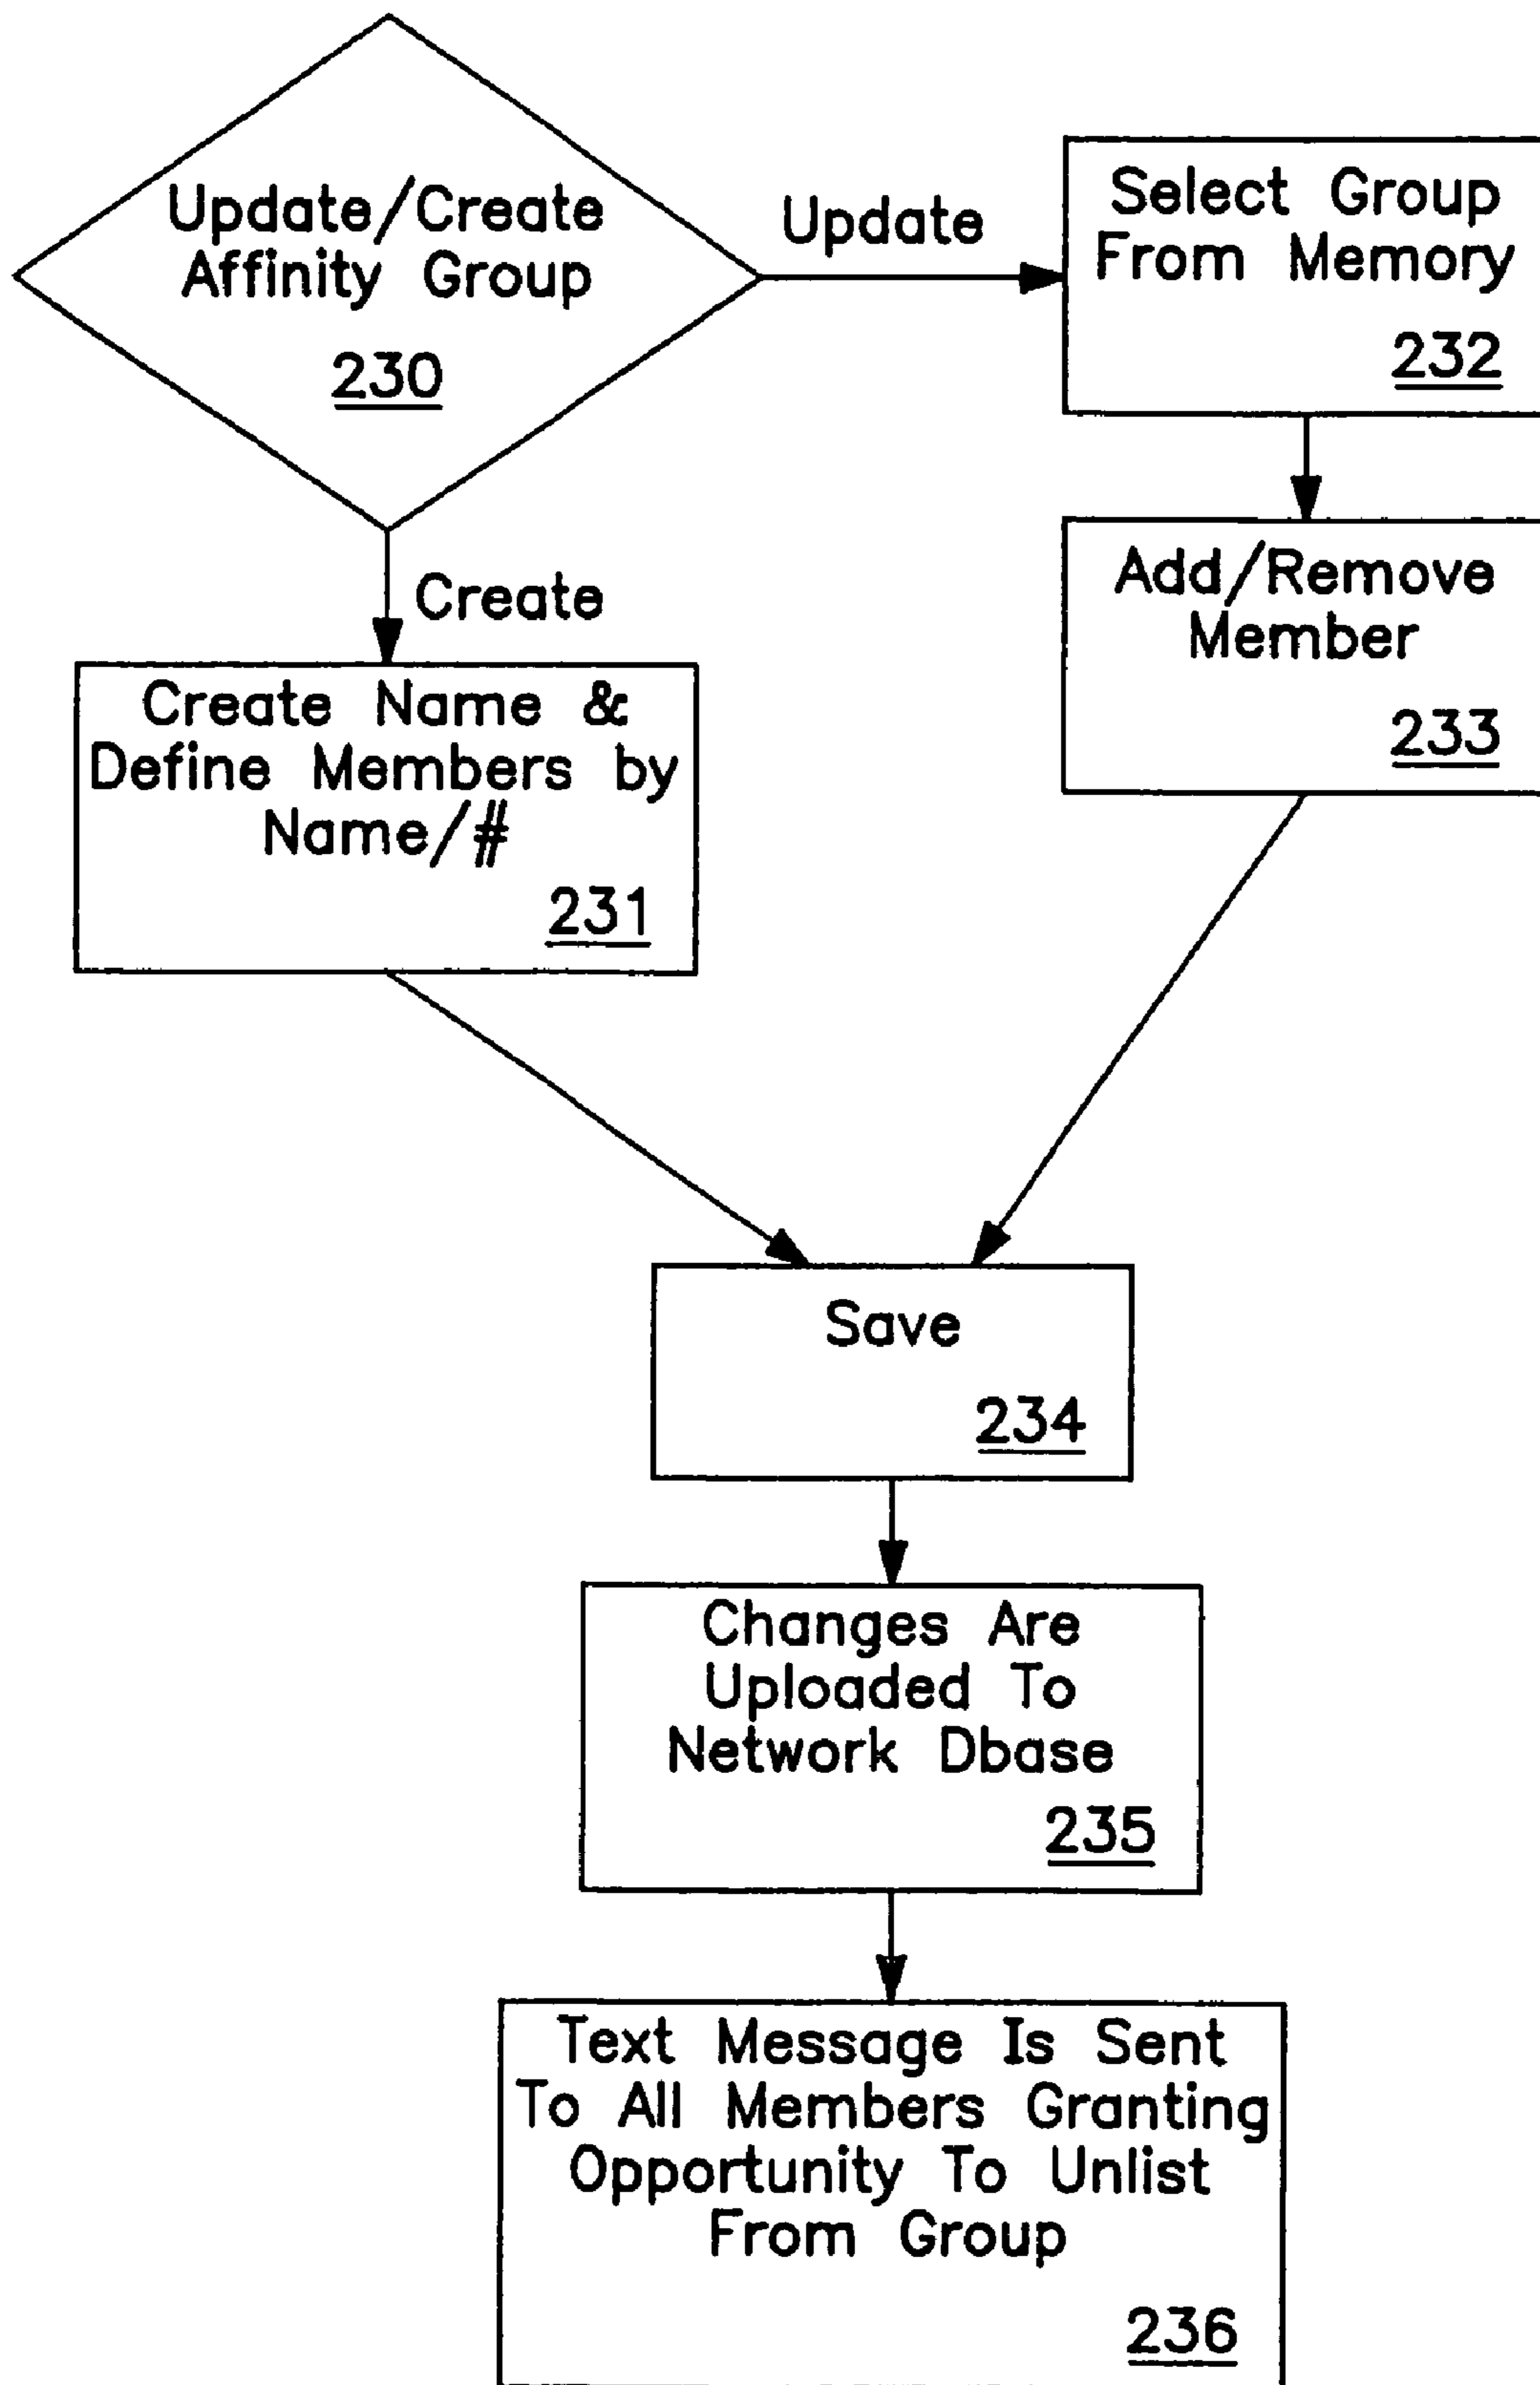 Update/Create
Affinity Group
230
Update
Select Group
From Memory
232
Create
Add/Remove
Member
233
Create Name &
Define Members by
Name/#
231
Save
234
Changes Are
Uploaded To
Network Dbase
235
Text Message Is Sent
To All Members Granting
Opportunity To Unlist
From Group
236